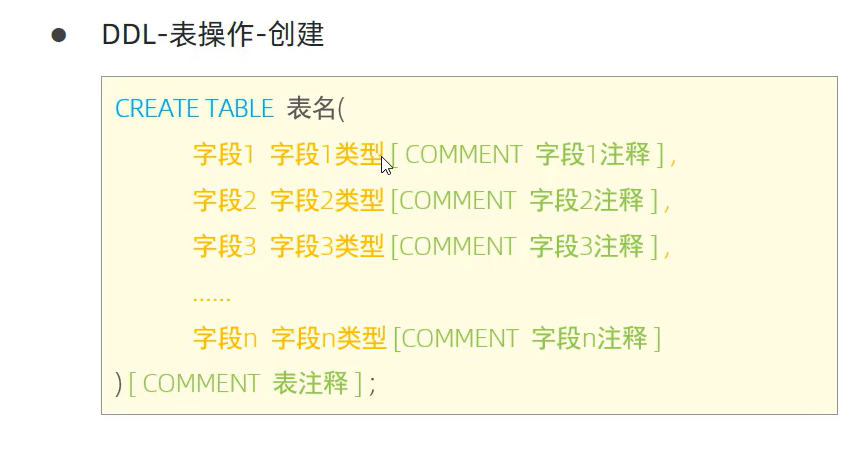 DDL-表操作-创建
CREATE TABLE 表名(
字段1 字段1类型[ COMMENT 字段1注释 ] ,
字段2 字段2类型[COMMENT 字段2注释 ] ,
字段3 字段3类型[COMMENT 字段3注释 ] ,
......
字段n 字段n类型[COMMENT 字段n注释 ]
) [ COMMENT 表注释 ] ;